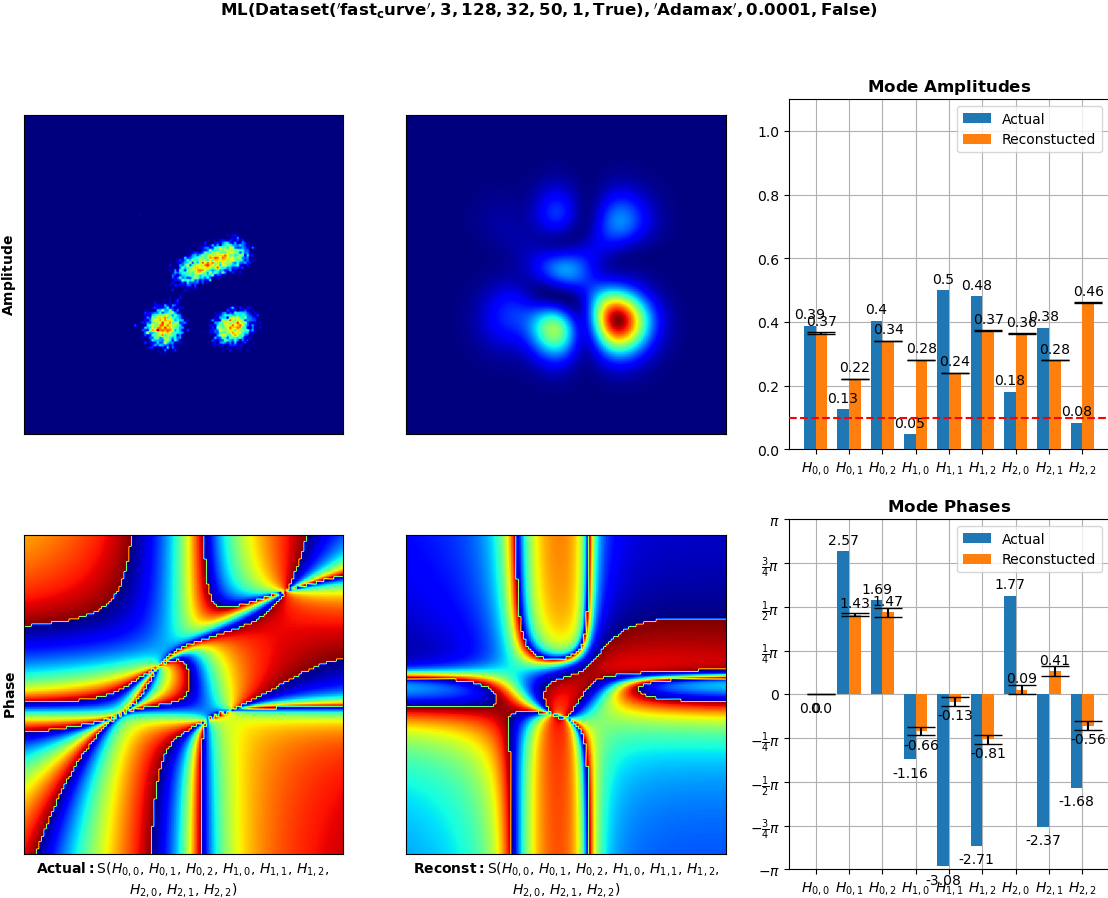 ML(Dataset(′fast_curve′, 3, 128, 32, 50, 1, True), ′Adamax′, 0.0001, False)
Amplitude
Mode Amplitudes
Actual
Reconstucted
1.0
0.8
0.6
0.4
0.2
0.0
0.39
0.37
0.13
0.22
0.4
0.34
0.05
0.28
0.5
0.24
0.48
0.37
0.18
0.36
0.38
0.28
0.08
0.46
H0,0 H0,1 H0,2 H1,0 H1,1 H1,2 H2,0 H2,1 H2,2
Phase
Actual: S(H0,0, H0,1, H0,2, H1,0, H1,1, H1,2,
H2,0, H2,1, H2,2)
Reconst: S(H0,0, H0,1, H0,2, H1,0, H1,1, H1,2,
H2,0, H2,1, H2,2)
Mode Phases
Actual
Reconstucted
π
3/4π
1/2π
1/4π
0
−1/4π
−1/2π
−3/4π
−π
0.0
0.0
2.57
1.43
1.69
1.47
-1.16
-0.66
-3.08
-0.13
-2.71
-0.81
1.77
0.09
-2.37
0.41
-1.68
-0.56
H0,0 H0,1 H0,2 H1,0 H1,1 H1,2 H2,0 H2,1 H2,2